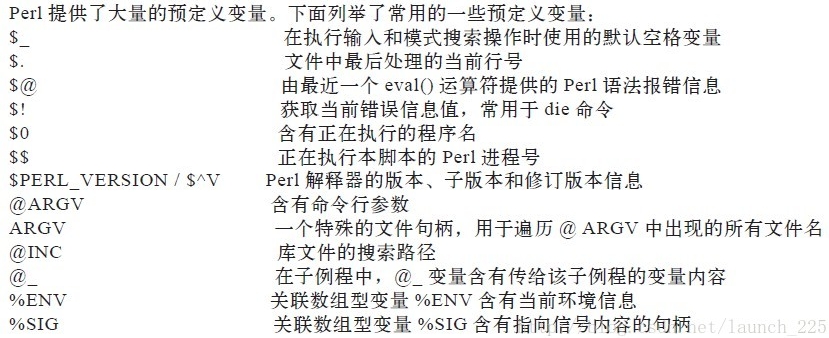 Perl 提供了大量的预定义变量。下面列举了常用的一些预定义变量：
$_ 在执行输入和模式搜索操作时使用的默认空格变量
$. 文件中最后处理的当前行号
$@ 由最近一个 eval() 运算符提供的 Perl 语法报错信息
$! 获取当前错误信息值，常用于 die 命令
$0 含有正在执行的程序名
$$ 正在执行本脚本的 Perl 进程号
$PERL_VERSION / $^V Perl 解释器的版本、子版本和修订版本信息
@ARGV 含有命令行参数
ARGV 一个特殊的文件句柄，用于遍历 @ ARGV 中出现的所有文件名
@INC 库文件的搜索路径
@_ 在子例程中，@_ 变量含有传给该子例程的变量内容
%ENV 关联数组型变量 %ENV 含有当前环境信息
%SIG 关联数组型变量 %SIG 含有指向信号内容的句柄
net/launch_225